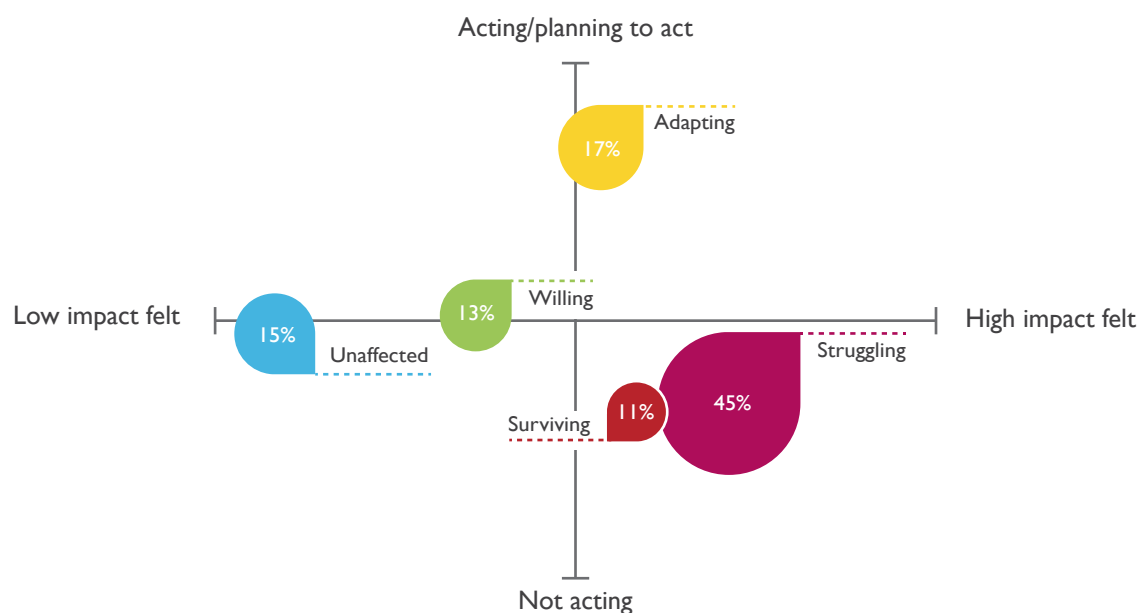 Acting/planning to act
Adapting
17%
Willing
13%
Low impact felt
High impact felt
15%
Unaffected
Struggling
45%
11%
Surviving
Not acting